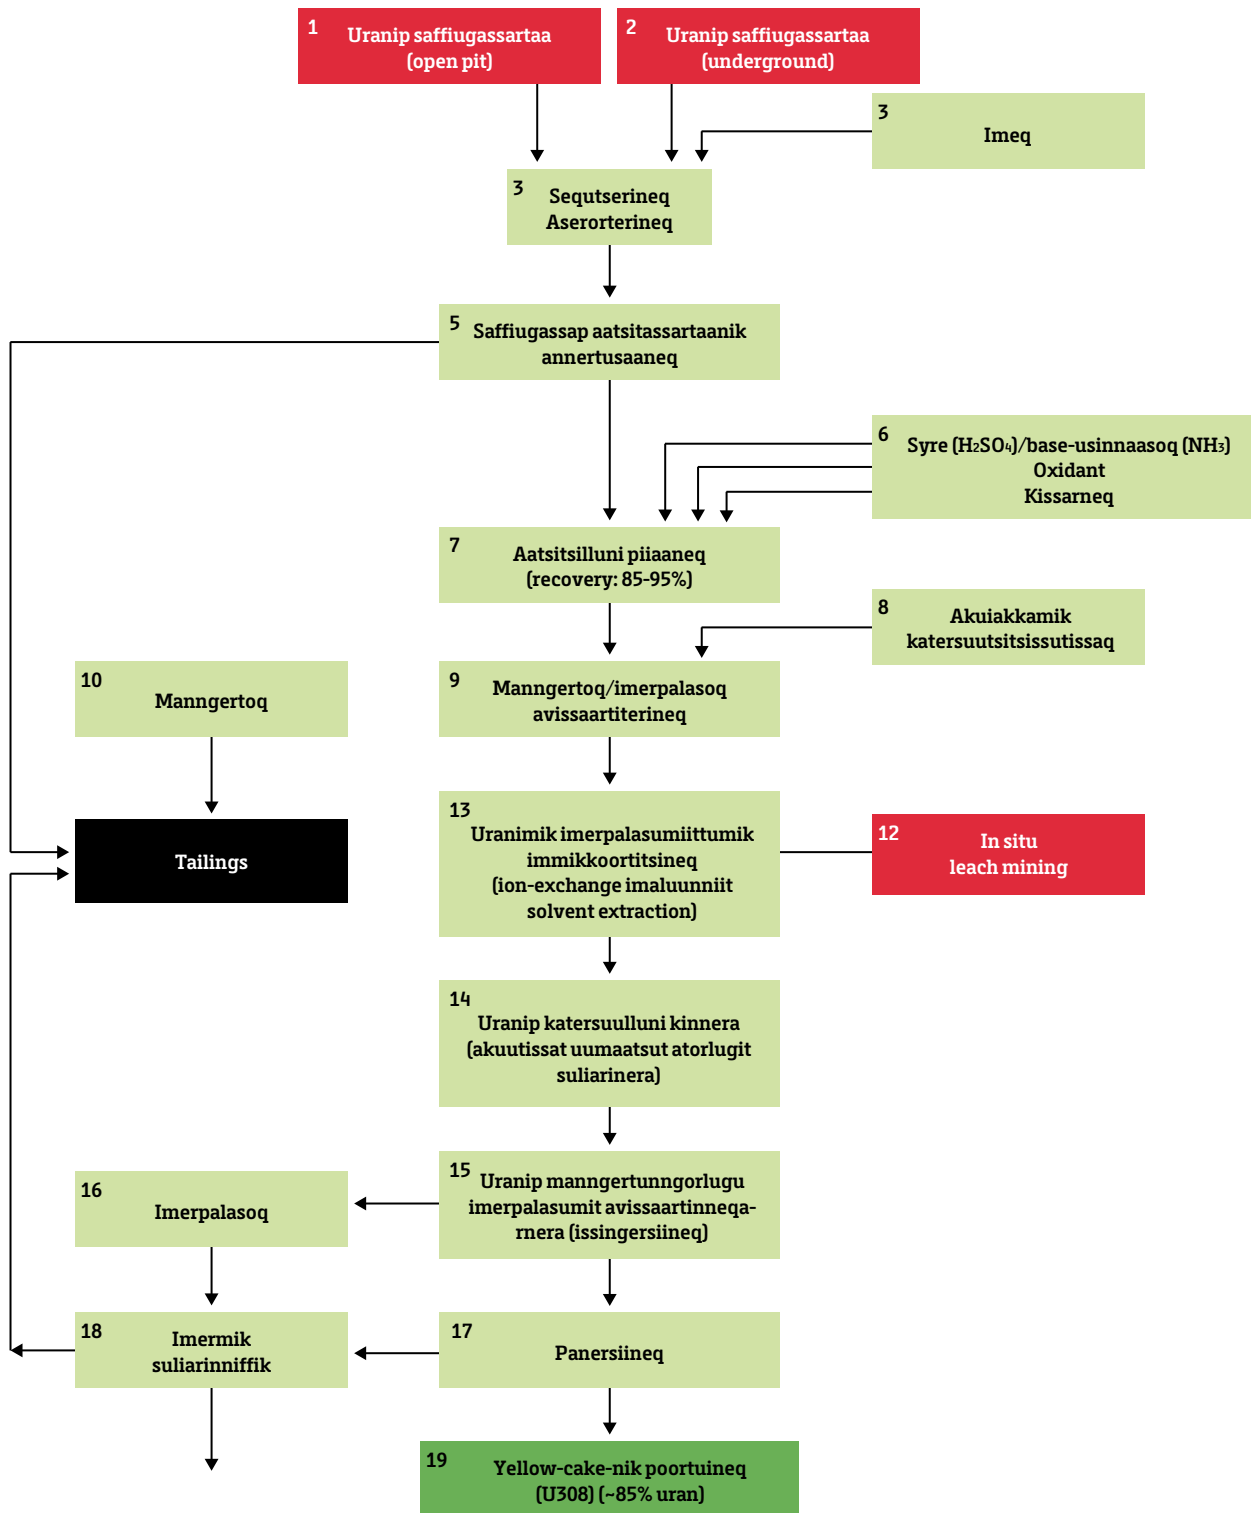 1
Uranip saffiugassartaa
(open pit)
2
Uranip saffiugassartaa
(underground)
3
Imeq
3
Sequtserineq
Aserorterineq
5
Saffiugassap aatsitassartaanik
annertusaaneq
6
Syre (H₂SO₄)/base-usinnaasoq (NH₃)
Oxidant
Kissarneq
7
Aatsitsilluni piiaaneq
(recovery: 85-95%)
8
Akuiakkamik
katersuutsitsissutissaq
9
Manngertoq/imerpalasoq
avissaartiterineq
10
Manngertoq
Tailings
13
Uranimik imerpalasumiittumik
immikkoortitsineq
(ion-exchange imaluunniit
solvent extraction)
12
In situ
leach mining
14
Uranip katersuulluni kinnera
(akuutissat uumaatsut atorlugit
suliarinera)
15
Uranip manngertunngorlugu
imerpalasumit avissaartinneqa-
rnera (issingersiineq)
16
Imerpalasoq
18
Imermik
suliarinniffik
17
Panersiineq
19
Yellow-cake-nik poortuineq
(U308) (~85% uran)